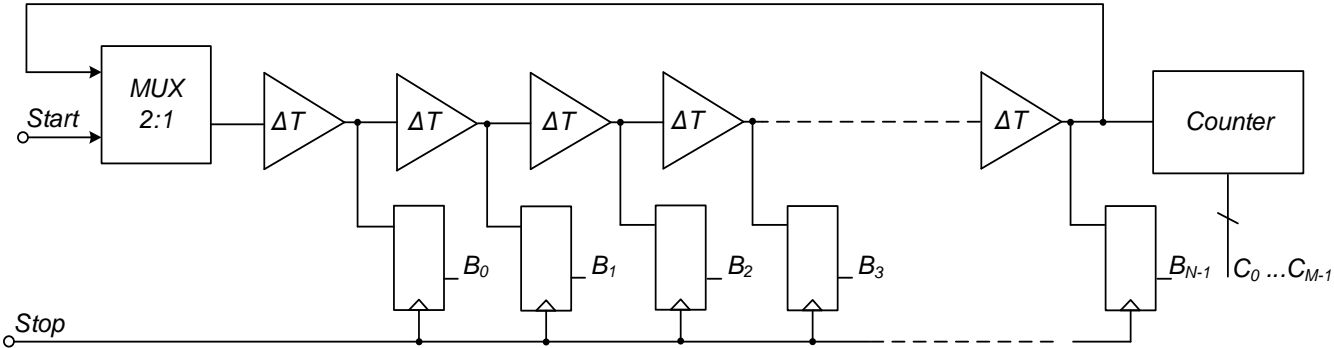 MUX
2:1
Start
ΔT
ΔT
ΔT
ΔT
ΔT
Counter
B0
B1
B2
B3
BN-1
C0 ...CM-1
Stop